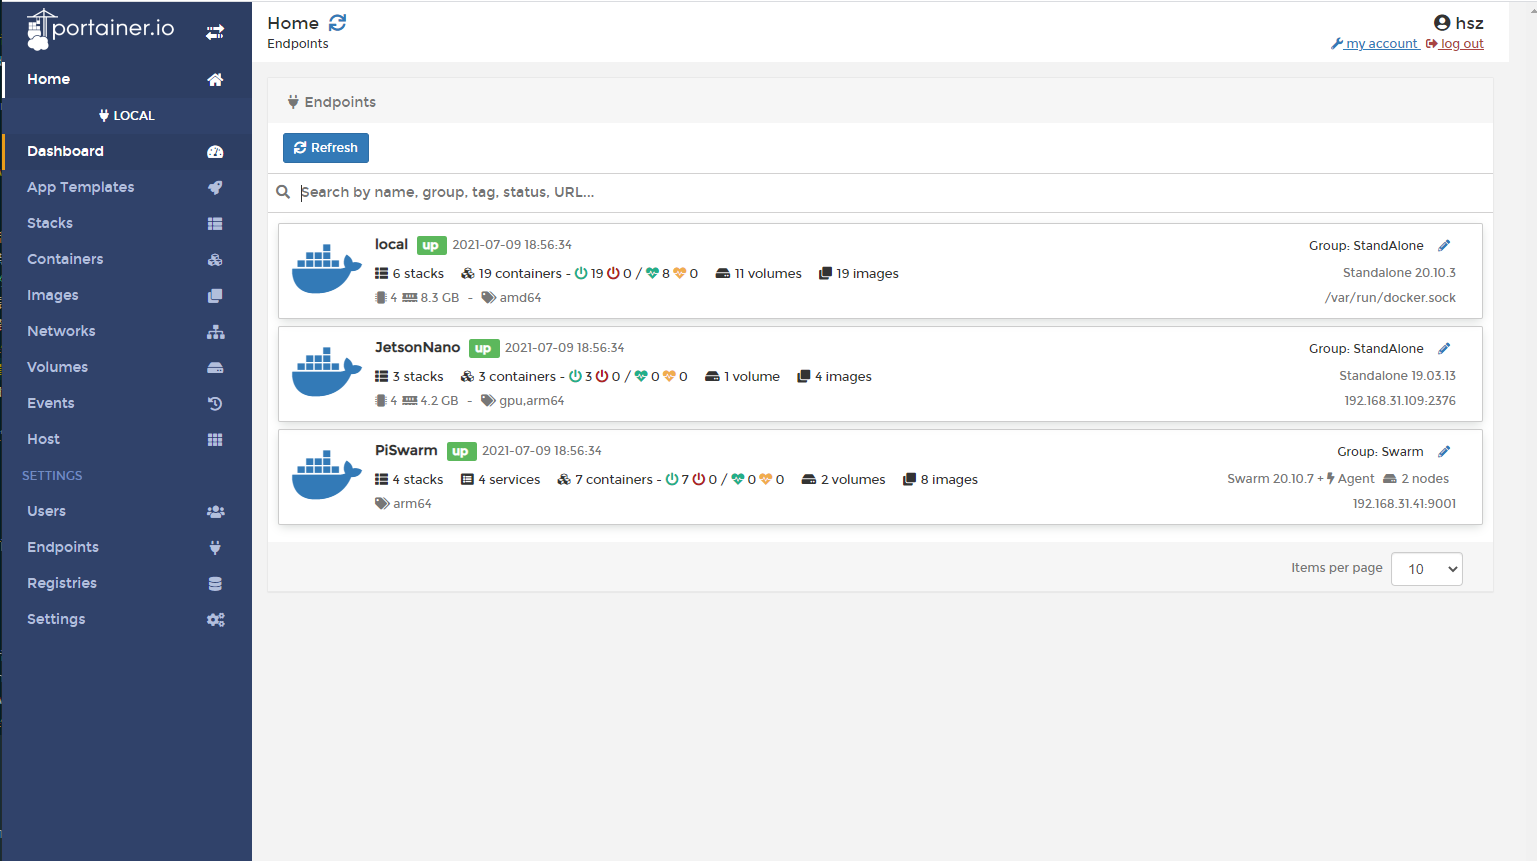 portainer.io
Home
LOCAL
Dashboard
App Templates
Stacks
Containers
Images
Networks
Volumes
Events
Host
SETTINGS
Users
Endpoints
Registries
Settings
Home
Endpoints
hsz
my account log out
Endpoints
Refresh
Search by name, group, tag, status, URL...
local up 2021-07-09 18:56:34 Group: StandAlone
6 stacks 19 containers - 19 0 / 8 0 11 volumes 19 images Standalone 20.10.3
4 8.3 GB - amd64 /var/run/docker.sock
JetsonNano up 2021-07-09 18:56:34 Group: StandAlone
3 stacks 3 containers - 3 0 / 0 0 1 volume 4 images Standalone 19.03.13
4 4.2 GB - gpu,arm64 192.168.31.109:2376
PiSwarm up 2021-07-09 18:56:34 Group: Swarm
4 stacks 4 services 7 containers - 7 0 / 0 0 2 volumes 8 images Swarm 20.10.7 + Agent 2 nodes
arm64 192.168.31.41:9001
Items per page 10